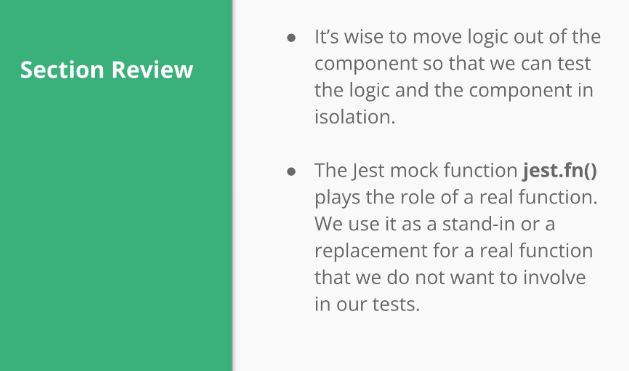 Section Review
● It’s wise to move logic out of the
component so that we can test
the logic and the component in
isolation.
● The Jest mock function jest.fn()
plays the role of a real function.
We use it as a stand-in or a
replacement for a real function
that we do not want to involve
in our tests.